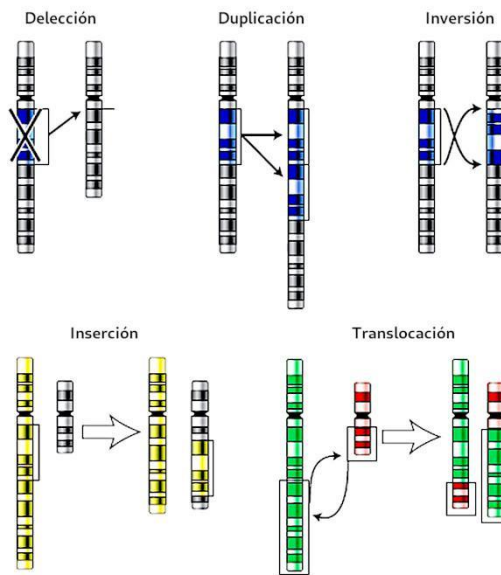 Delección
Duplicación
Inversión
Inserción
Translocación